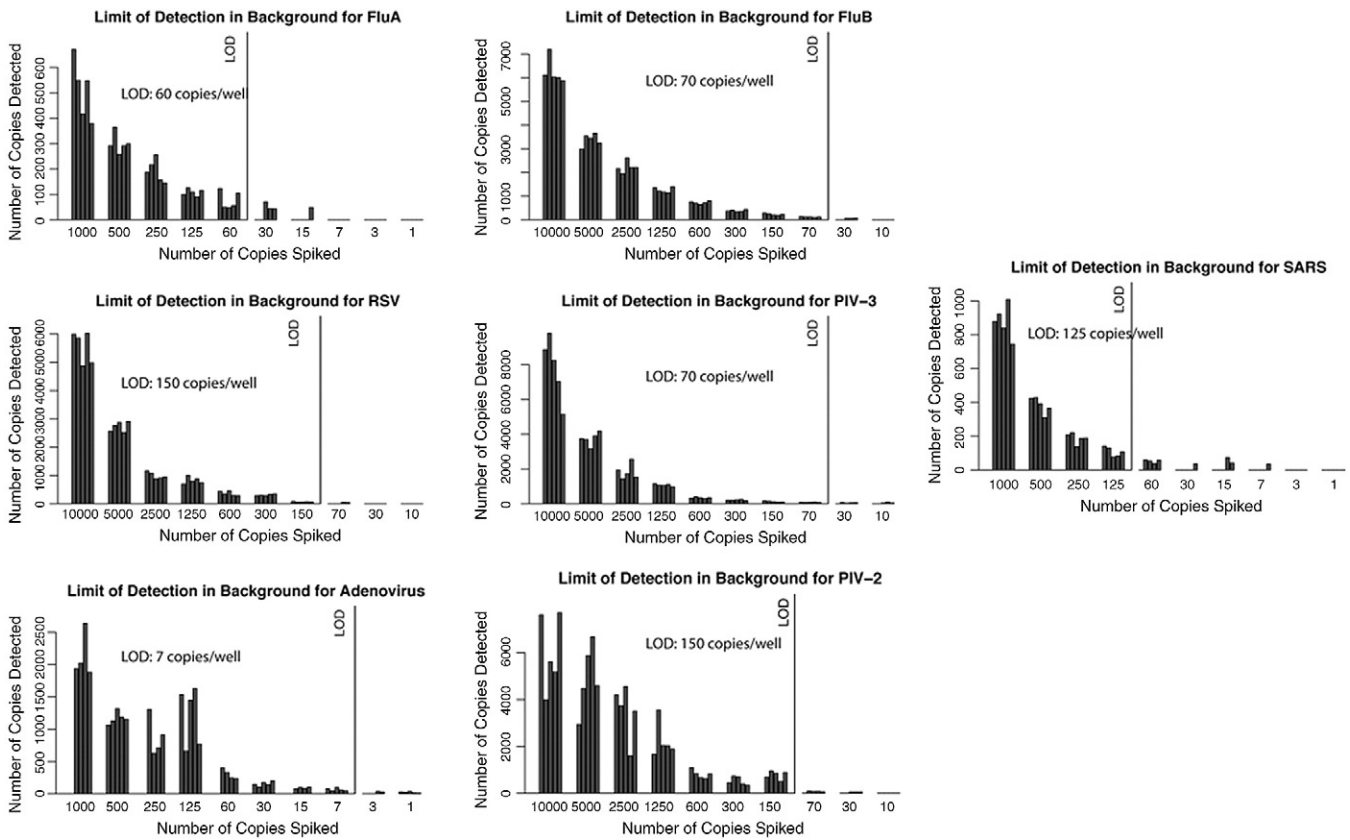 Limit of Detection in Background for FluA
LOD
LOD: 60 copies/well
Number of Copies Detected
0 100 200 300 400 500 600
1000 500 250 125 60 30 15 7 3 1
Number of Copies Spiked
Limit of Detection in Background for FluB
LOD
LOD: 70 copies/well
Number of Copies Detected
0 1000 3000 5000 7000
10000 5000 2500 1250 600 300 150 70 30 10
Number of Copies Spiked
Limit of Detection in Background for RSV
LOD
LOD: 150 copies/well
Number of Copies Detected
0 1000 2000 3000 4000 5000 6000
10000 5000 2500 1250 600 300 150 70 30 10
Number of Copies Spiked
Limit of Detection in Background for PIV-3
LOD
LOD: 70 copies/well
Number of Copies Detected
0 2000 4000 6000 8000
10000 5000 2500 1250 600 300 150 70 30 10
Number of Copies Spiked
Limit of Detection in Background for SARS
LOD
LOD: 125 copies/well
Number of Copies Detected
0 200 400 600 800 1000
1000 500 250 125 60 30 15 7 3 1
Number of Copies Spiked
Limit of Detection in Background for Adenovirus
LOD
LOD: 7 copies/well
Number of Copies Detected
0 500 1000 1500 2000 2500
1000 500 250 125 60 30 15 7 3 1
Number of Copies Spiked
Limit of Detection in Background for PIV-2
LOD
LOD: 150 copies/well
Number of Copies Detected
0 2000 4000 6000
10000 5000 2500 1250 600 300 150 70 30 10
Number of Copies Spiked